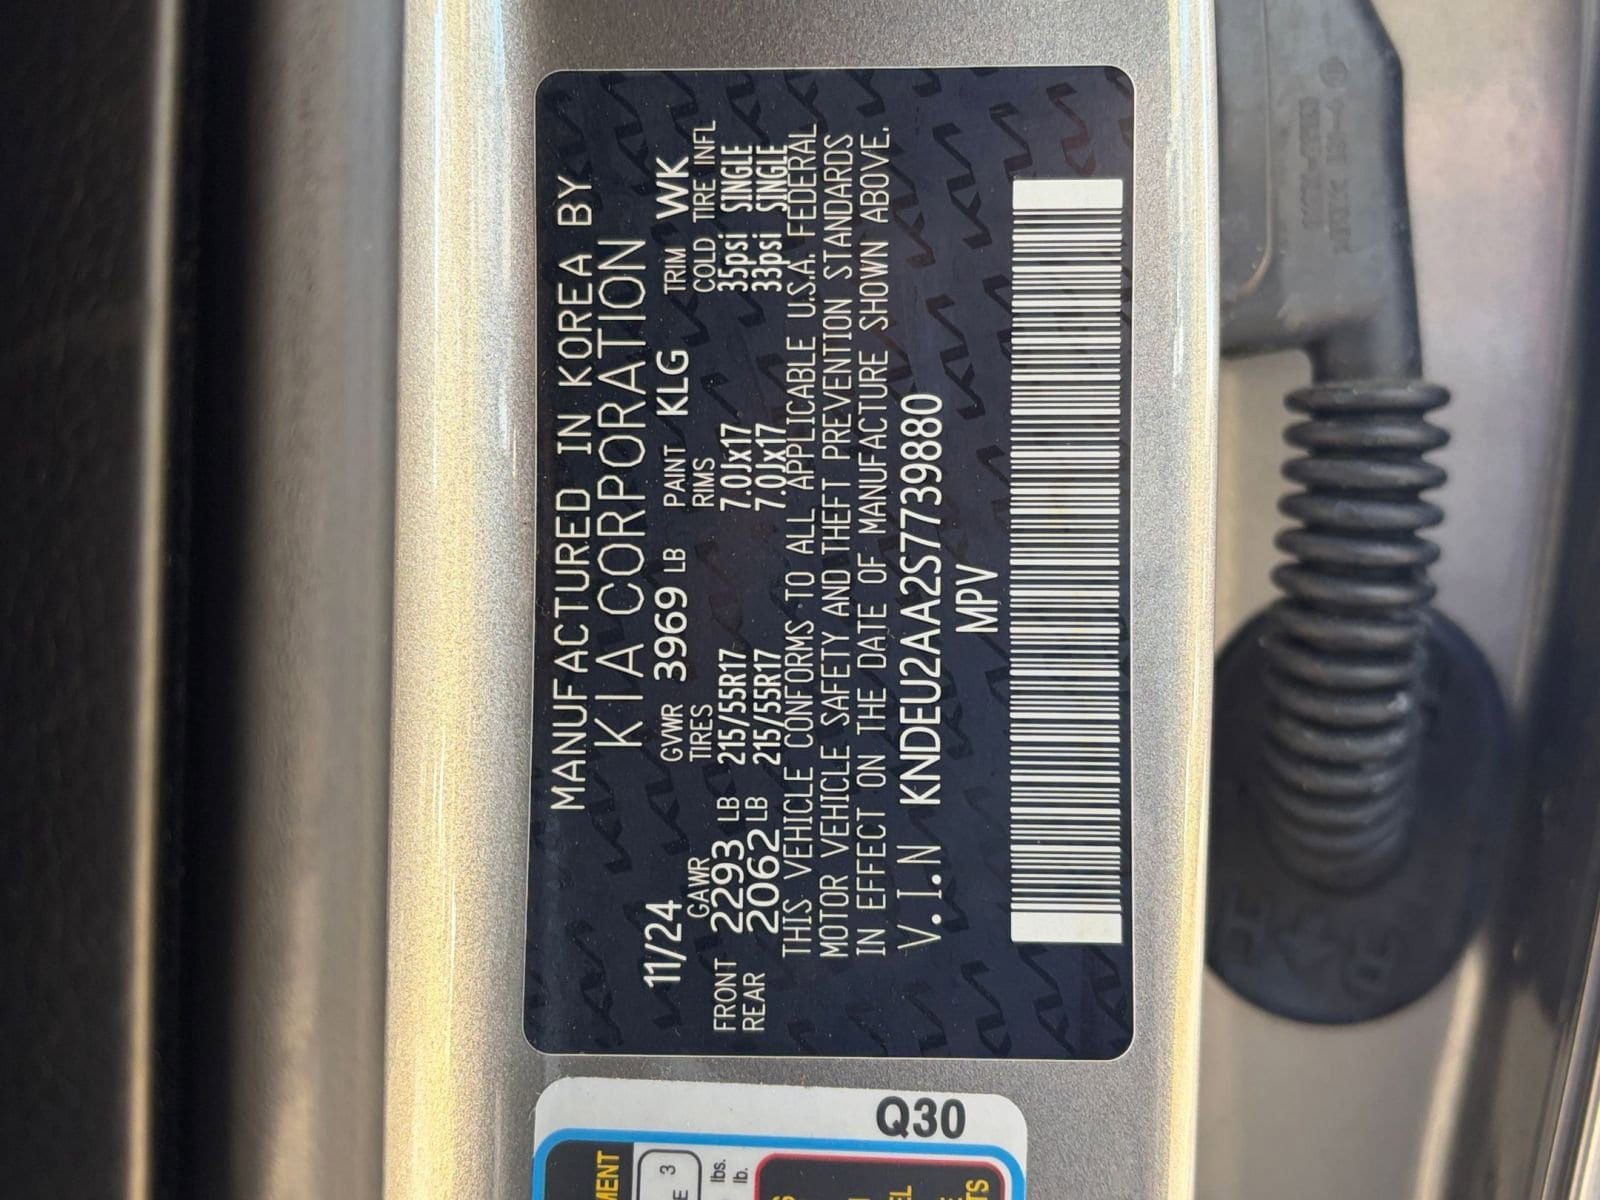 MANUFACTURED IN KOREA BY
KIA CORPORATION
11/24 GVWR 3969 LB PAINT KLG TRIM WK
GAWR TIRES RIMS COLD TIRE INFL
FRONT 2293 LB 215/55R17 7.0Jx17 35psi SINGLE
REAR 2062 LB 215/55R17 7.0Jx17 33psi SINGLE
THIS VEHICLE CONFORMS TO ALL APPLICABLE U.S.A. FEDERAL
MOTOR VEHICLE SAFETY AND THEFT PREVENTION STANDARDS
IN EFFECT ON THE DATE OF MANUFACTURE SHOWN ABOVE.
V.I.N KNDEU2AA2S7739880
MPV
Q30
3
lbs.
lb.